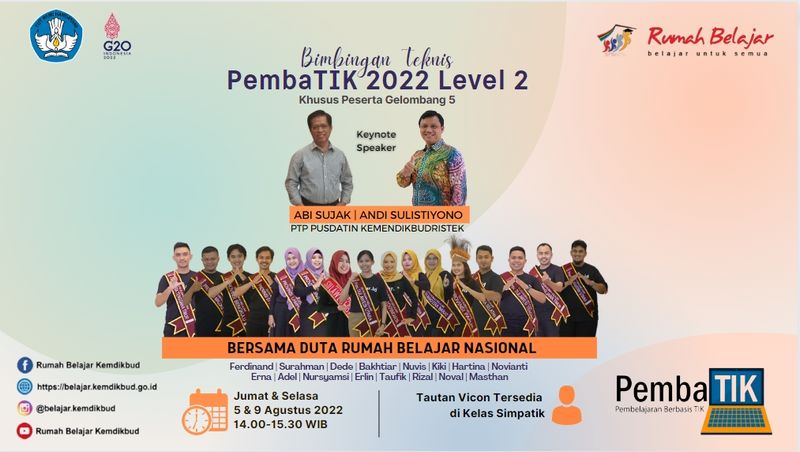 G20
INDONESIA
2022
Rumah Belajar
belajar untuk semua
Bimbingan Teknis
PembaTIK 2022 Level 2
Khusus Peserta Gelombang 5
Keynote
Speaker
ABI SUJAK | ANDI SULISTIYONO
PTP PUSDATIN KEMENDIKBUDRISTEK
BERSAMA DUTA RUMAH BELAJAR NASIONAL
Ferdinand | Surahman | Dede | Bakhtiar | Nuvis | Kiki | Hartina | Novianti
Erna | Adel | Nursyamsi | Erlin | Taufik | Rizal | Noval | Masthan
Rumah Belajar Kemdikbud
https://belajar.kemdikbud.go.id
@belajar.kemdikbud
Rumah Belajar Kemdikbud
Jumat & Selasa
5 & 9 Agustus 2022
14.00-15.30 WIB
Tautan Vicon Tersedia
di Kelas Simpatik
PembaTIK
Pembelajaran Berbasis TIK